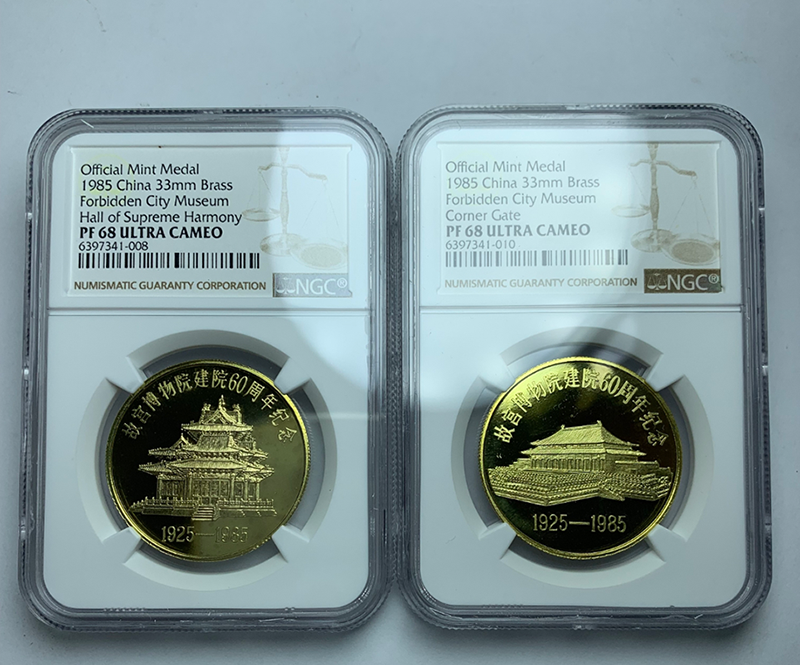 Official Mint Medal
1985 China 33mm Brass
Forbidden City Museum
Hall of Supreme Harmony
PF 68 ULTRA CAMEO
6397341-008
NUMISMATIC GUARANTY CORPORATION
NGC®
故宫博物院建院60周年纪念
1925—1985
Official Mint Medal
1985 China 33mm Brass
Forbidden City Museum
Corner Gate
PF 68 ULTRA CAMEO
6397341-010
NUMISMATIC GUARANTY CORPORATION
NGC®
故宫博物院建院60周年纪念
1925—1985